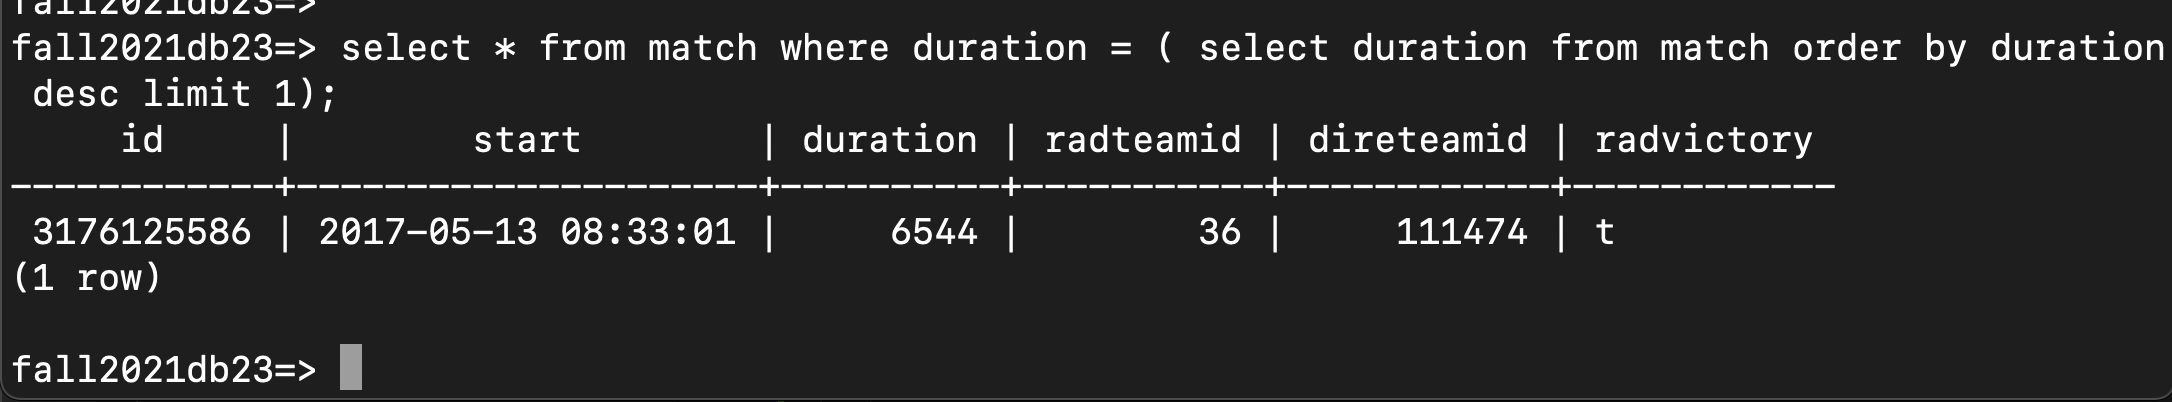 fall2021db23=>
fall2021db23=> select * from match where duration = ( select duration from match order by duration
 desc limit 1);
     id     |        start        | duration | radteamid | direteamid | radvictory
------------+---------------------+----------+-----------+------------+------------
 3176125586 | 2017-05-13 08:33:01 |     6544 |        36 |     111474 | t
(1 row)

fall2021db23=>